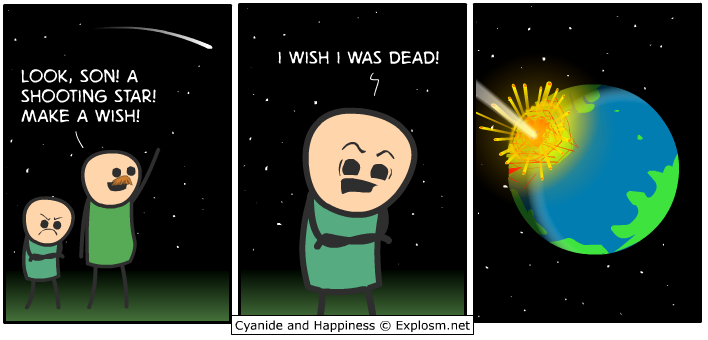 LOOK, SON! A
SHOOTING STAR!
MAKE A WISH!
I WISH I WAS DEAD!
Cyanide and Happiness © Explosm.net